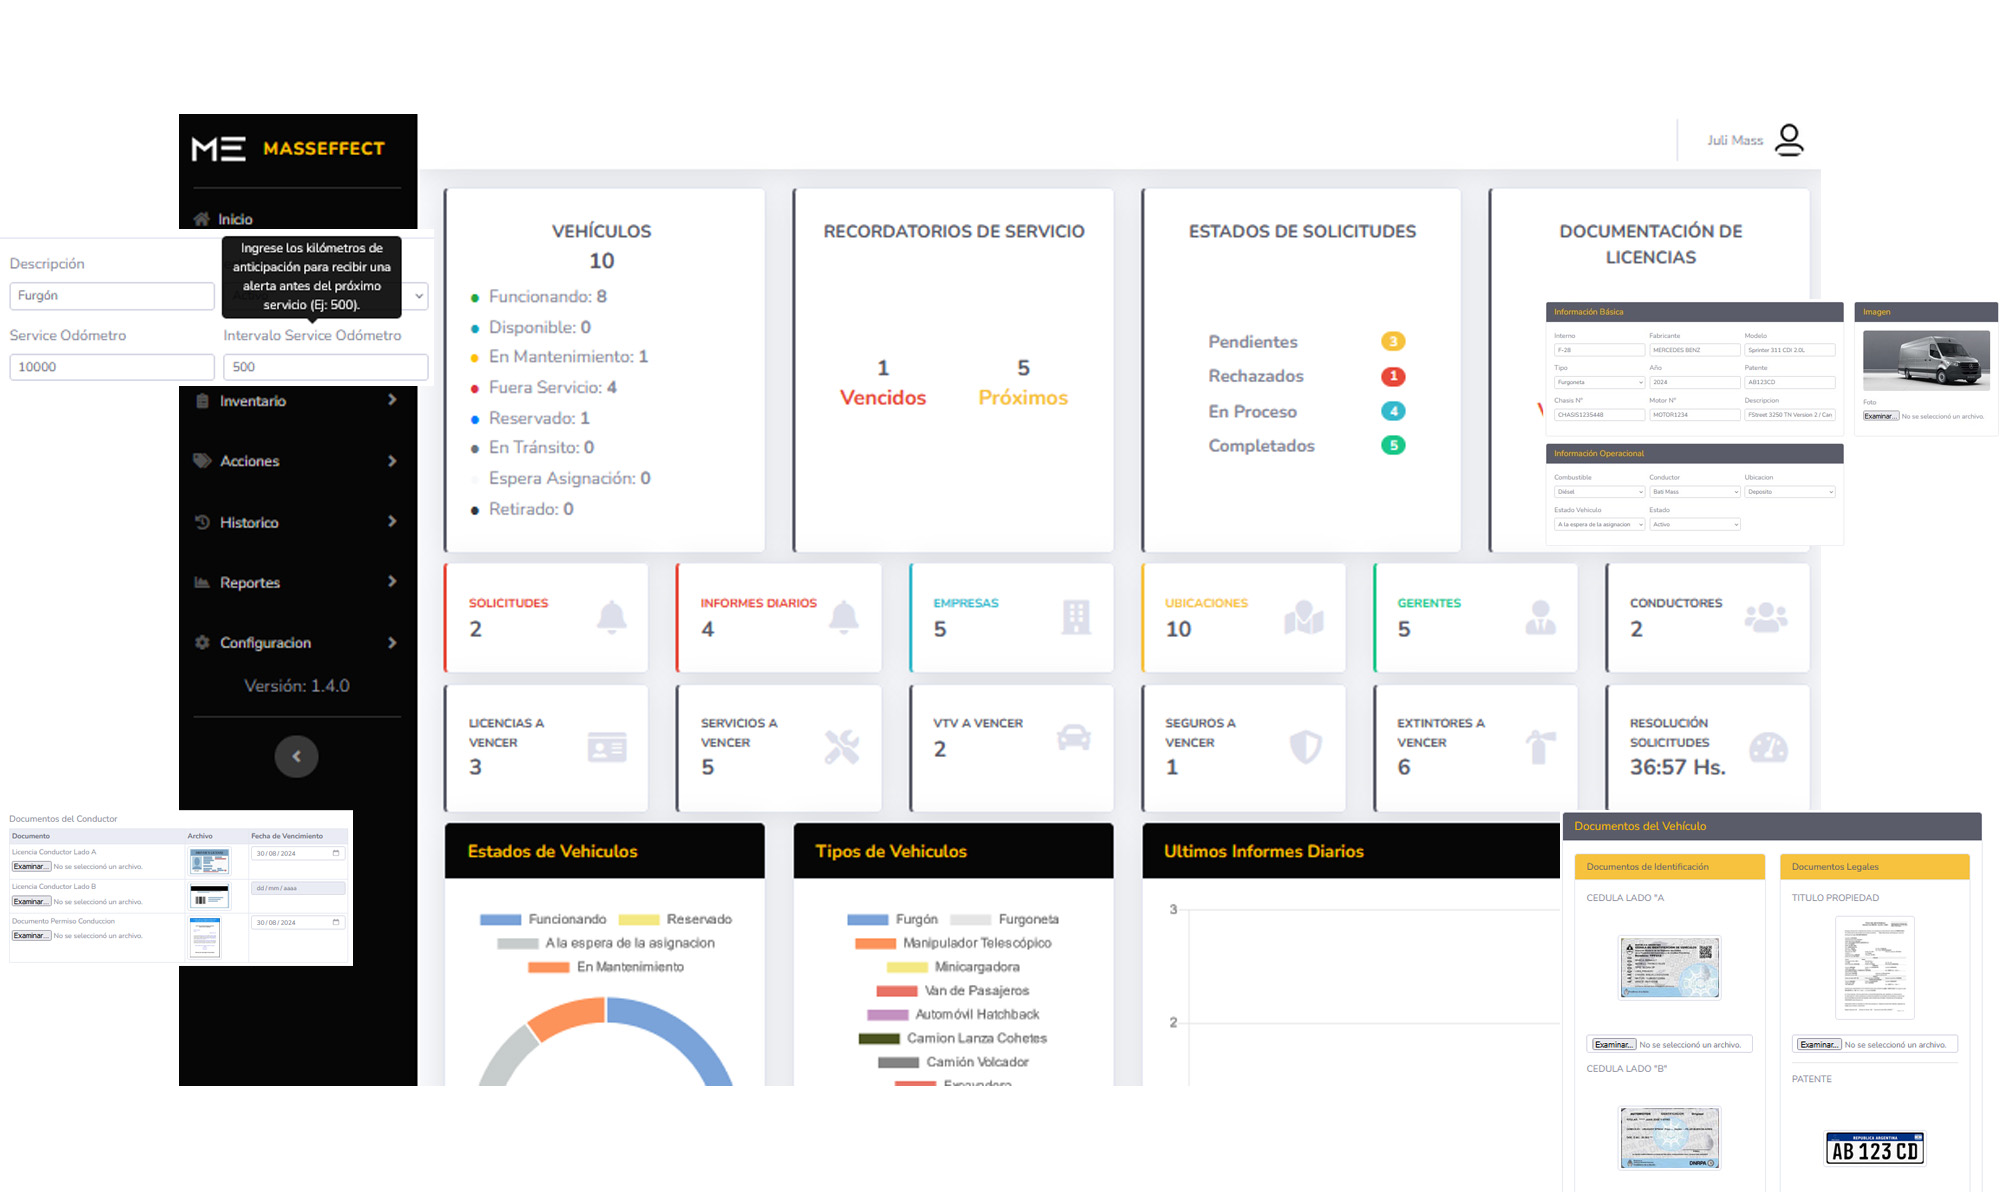 ME MASSEFFECT
Juli Mass
Inicio
Ingrese los kilómetros de
anticipación para recibir una
alerta antes del próximo
servicio (Ej: 500).
Descripción
Furgón
Service Odómetro
Intervalo Service Odómetro
10000
500
Inventario
Acciones
Historico
Reportes
Configuracion
Versión: 1.4.0
VEHÍCULOS
10
Funcionando: 8
Disponible: 0
En Mantenimiento: 1
Fuera Servicio: 4
Reservado: 1
En Tránsito: 0
Espera Asignación: 0
Retirado: 0
RECORDATORIOS DE SERVICIO
1
Vencidos
5
Próximos
ESTADOS DE SOLICITUDES
Pendientes 3
Rechazados 1
En Proceso 4
Completados 5
DOCUMENTACIÓN DE
LICENCIAS
Información Básica
Interno Fabricante Modelo
F-28 MERCEDES BENZ Sprinter 311 CDI 2.0L
Tipo Año Patente
Furgoneta 2024 AB123CD
Chasis N° Motor N° Descripcion
CHASIS1235448 MOTOR1234 FStreet 3250 TN Version 2 / Can
Imagen
Foto
Examinar... No se seleccionó un archivo.
Información Operacional
Combustible Conductor Ubicacion
Diésel Bati Mass Deposito
Estado Vehiculo Estado
A la espera de la asignacion Activo
SOLICITUDES
2
INFORMES DIARIOS
4
EMPRESAS
5
UBICACIONES
10
GERENTES
5
CONDUCTORES
2
LICENCIAS A
VENCER
3
SERVICIOS A
VENCER
5
VTV A VENCER
2
SEGUROS A
VENCER
1
EXTINTORES A
VENCER
6
RESOLUCIÓN
SOLICITUDES
36:57 Hs.
Documentos del Conductor
Documento Archivo Fecha de Vencimiento
Licencia Conductor Lado A
Examinar... No se seleccionó un archivo.
30/08/2024
Licencia Conductor Lado B
Examinar... No se seleccionó un archivo.
dd/mm/aaaa
Documento Permiso Conduccion
Examinar... No se seleccionó un archivo.
30/08/2024
Estados de Vehiculos
Funcionando Reservado
A la espera de la asignacion
En Mantenimiento
Tipos de Vehiculos
Furgón Furgoneta
Manipulador Telescópico
Minicargadora
Van de Pasajeros
Automóvil Hatchback
Camion Lanza Cohetes
Camión Volcador
Excavadora
Ultimos Informes Diarios
3
2
Documentos del Vehículo
Documentos de Identificación
CEDULA LADO "A
Examinar... No se seleccionó un archivo.
CEDULA LADO "B"
DNRPA
Documentos Legales
TITULO PROPIEDAD
Examinar... No se seleccionó un archivo.
PATENTE
REPUBLICA ARGENTINA
AB 123 CD